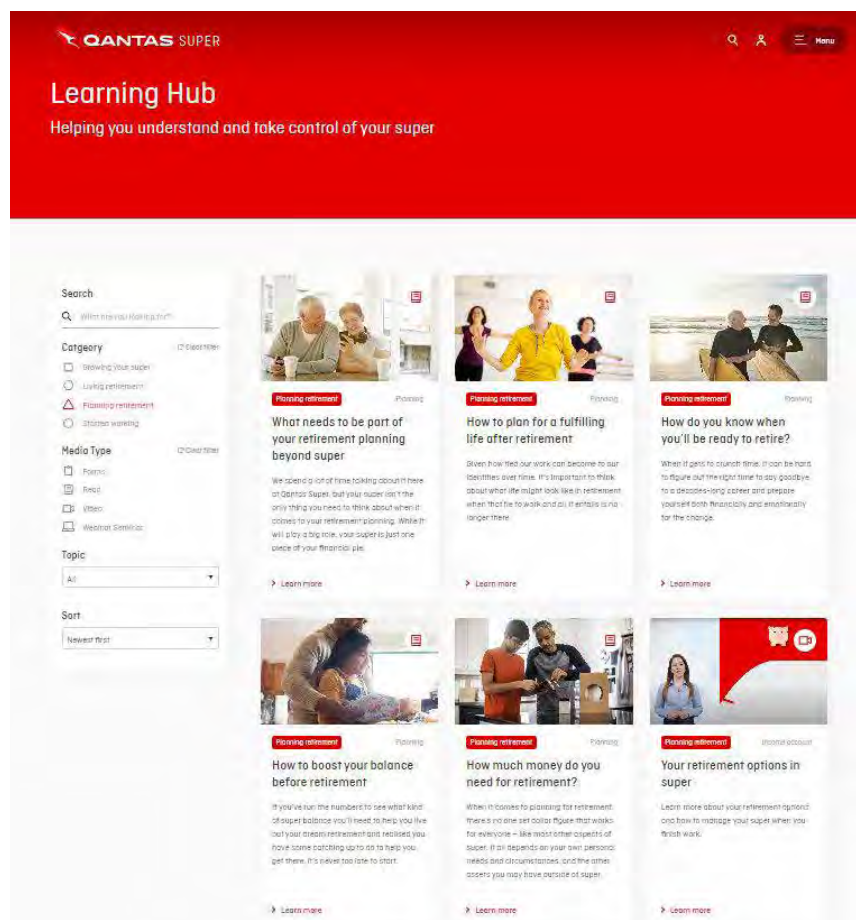 QANTAS SUPER
Menu
Learning Hub
Helping you understand and take control of your super
Search
What are you looking for?
Catgeory
Clear filter
Growing your super
Living retirement
Planning retirement
Started working
Media Type
Clear filter
Forms
Read
Video
Webinar Seminar
Topic
All
Sort
Newest first
Planning retirement
Planning
What needs to be part of
your retirement planning
beyond super
We spend a lot of time talking about it here
at Qantas Super, but your super isn't the
only thing you need to think about when it
comes to your retirement planning. While it
will play a big role, your super is just one
piece of your financial pie.
Learn more
Planning retirement
Planning
How to plan for a fulfilling
life after retirement
Given how tied our work can become to our
identities over time, it's important to think
about what life might look like in retirement
when that tie to work and all it entails is no
longer there.
Learn more
Planning retirement
Planning
How do you know when
you'll be ready to retire?
When it gets to crunch time, it can be hard
to figure out the right time to say goodbye
to a decades-long career and prepare
yourself both financially and emotionally
for the change.
Learn more
Planning retirement
Planning
How to boost your balance
before retirement
If you've run the numbers to see what kind
of super balance you'll need to help you live
out your dream retirement and realised you
have some catching up to do to help you
get there, it's never too late to start.
Learn more
Planning retirement
Planning
How much money do you
need for retirement?
When it comes to planning for retirement,
there's no one set dollar figure that works
for everyone – like most other aspects of
super. It all depends on your own personal
needs and circumstances, and the other
assets you may have outside of super.
Learn more
Planning retirement
Income account
Your retirement options in
super
Learn more about your retirement options
and how to manage your super when you
finish work.
Learn more